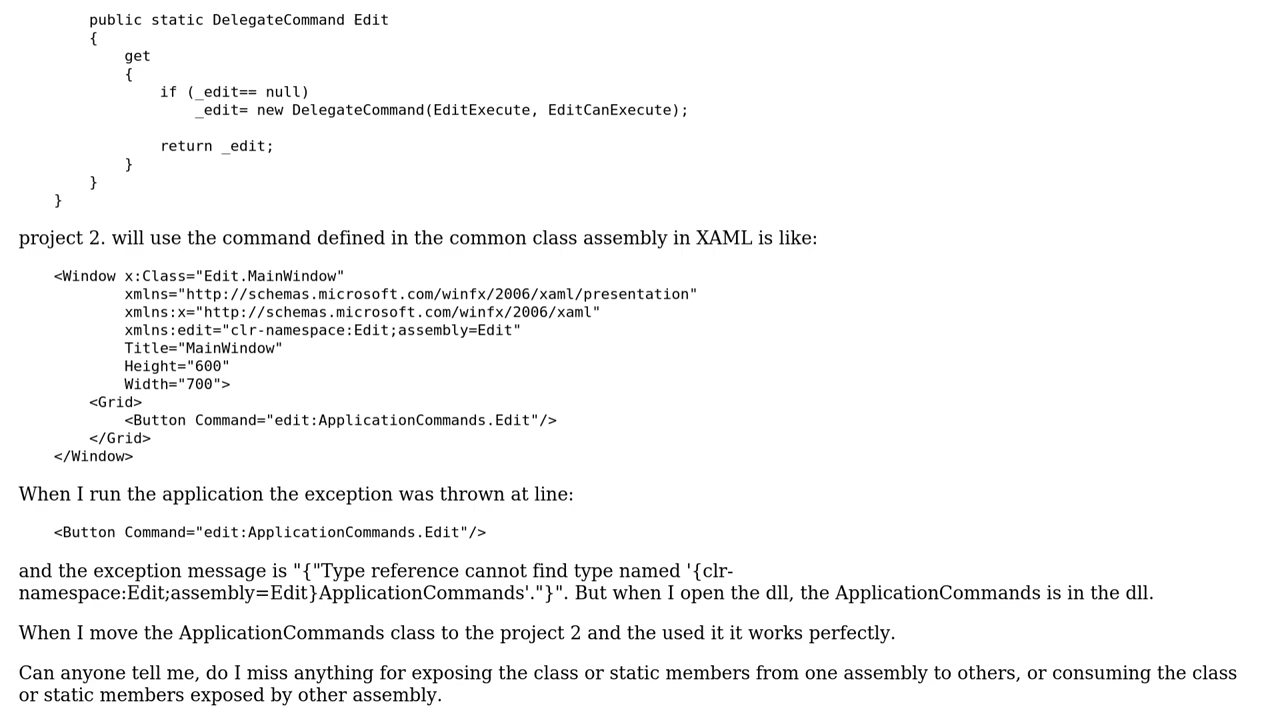 public static DelegateCommand Edit
{
get
{
if (_edit== null)
_edit= new DelegateCommand(EditExecute, EditCanExecute);
return _edit;
}
}
}
project 2. will use the command defined in the common class assembly in XAML is like:
<Window x:Class="Edit.MainWindow"
xmlns="http://schemas.microsoft.com/winfx/2006/xaml/presentation"
xmlns:x="http://schemas.microsoft.com/winfx/2006/xaml"
xmlns:edit="clr-namespace:Edit;assembly=Edit"
Title="MainWindow"
Height="600"
Width="700">
<Grid>
<Button Command="edit:ApplicationCommands.Edit"/>
</Grid>
</Window>
When I run the application the exception was thrown at line:
<Button Command="edit:ApplicationCommands.Edit"/>
and the exception message is "{"Type reference cannot find type named '{clr-
namespace:Edit;assembly=Edit}ApplicationCommands'."}". But when I open the dll, the ApplicationCommands is in the dll.
When I move the ApplicationCommands class to the project 2 and the used it it works perfectly.
Can anyone tell me, do I miss anything for exposing the class or static members from one assembly to others, or consuming the class
or static members exposed by other assembly.